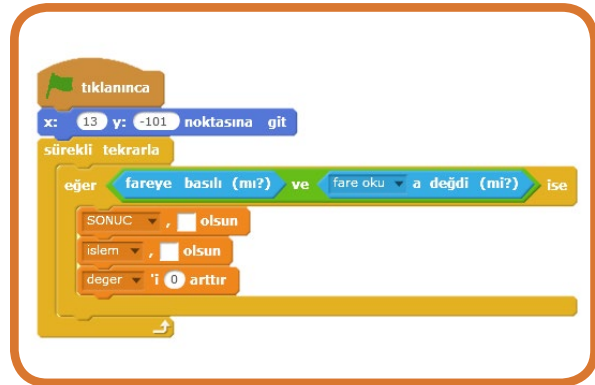 tıklanınca
x: 13 y: -101 noktasına git
sürekli tekrarla
eğer fareye basılı (mı?) ve fare oku a değdi (mi?) ise
SONUC , olsun
islem , olsun
deger 'i 0 arttır